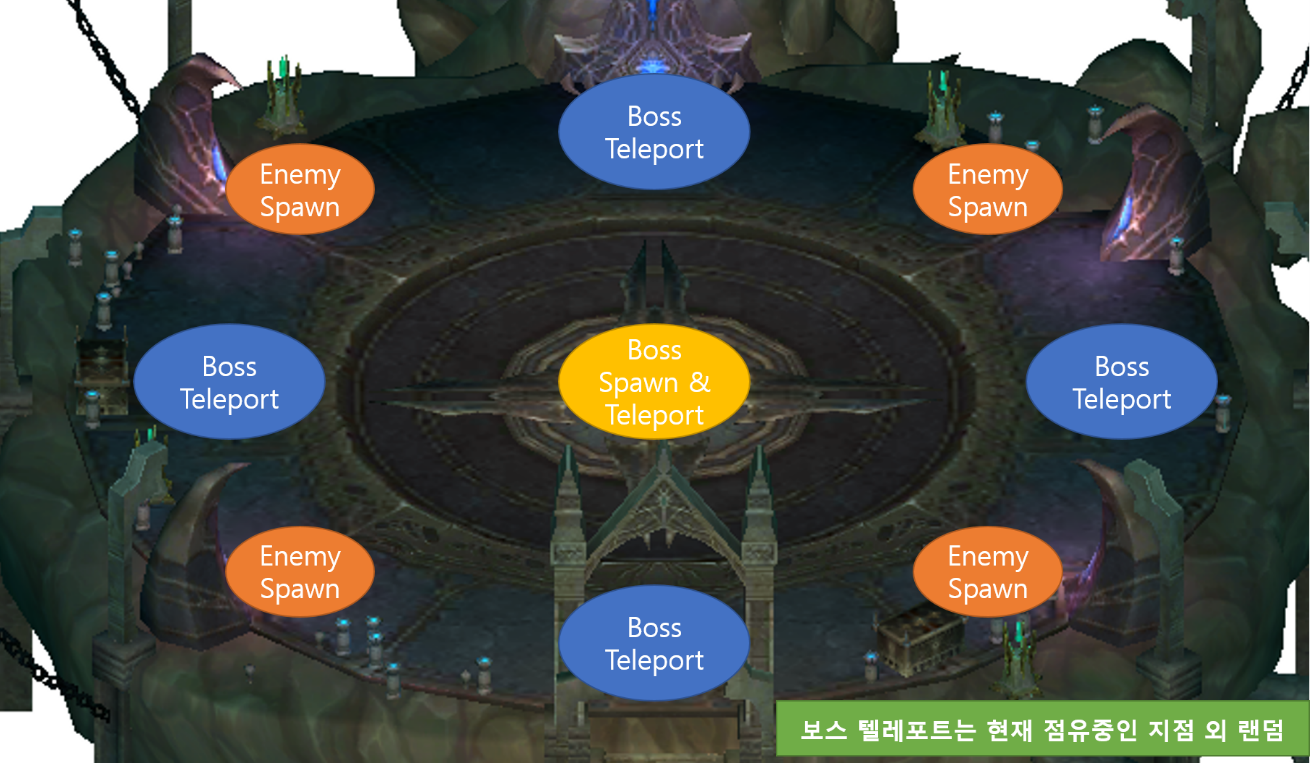 Boss
Teleport
Enemy
Spawn
Enemy
Spawn
Boss
Teleport
Boss
Spawn &
Teleport
Boss
Teleport
Enemy
Spawn
Enemy
Spawn
Boss
Teleport
보스 텔레포트는 현재 점유중인 지점 외 랜덤